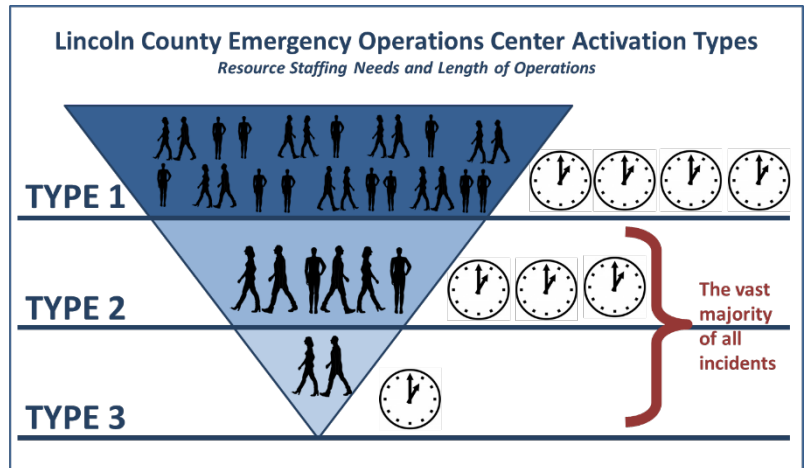 Lincoln County Emergency Operations Center Activation Types
Resource Staffing Needs and Length of Operations
TYPE 1
TYPE 2
The vast
majority
of all
incidents
TYPE 3